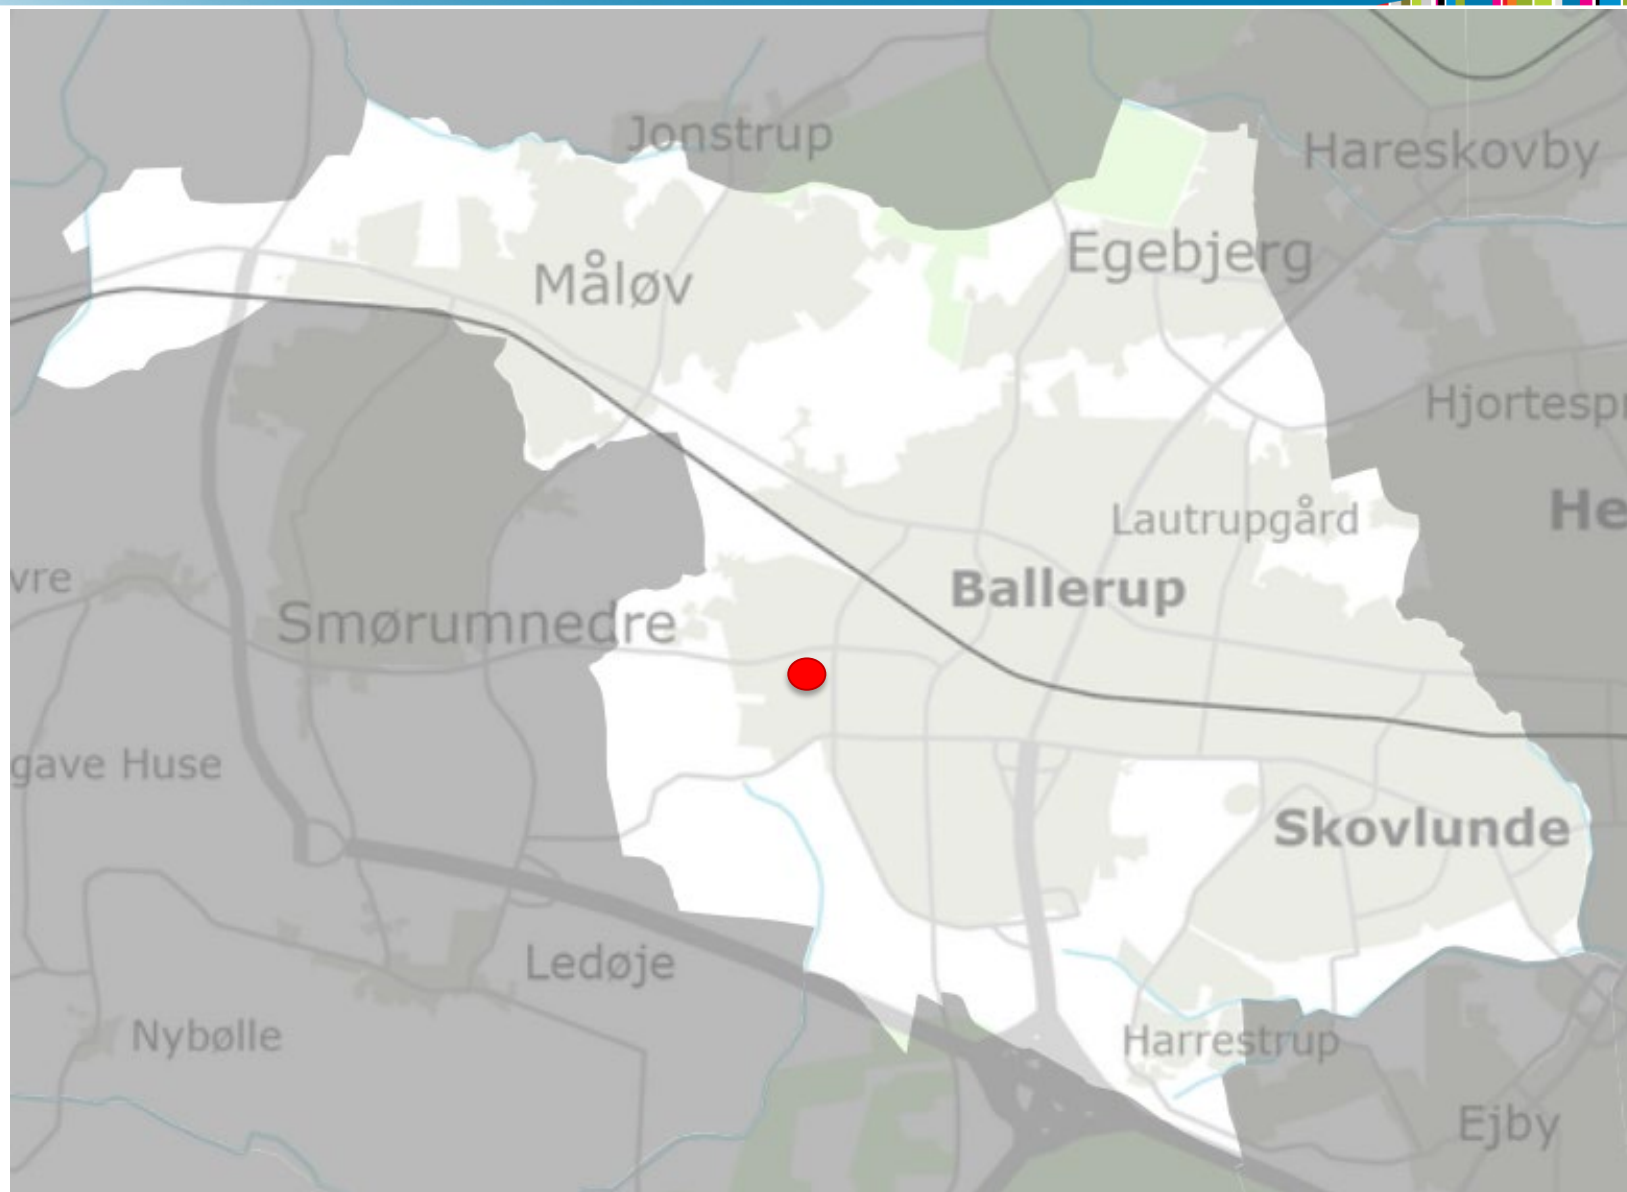 Jonstrup
Hareskovby
Egebjerg
Måløv
Hjortespr
He
Lautrupgård
vre
Ballerup
Smørumnedre
gave Huse
Skovlunde
Ledøje
Nybølle
Harrestrup
Ejby